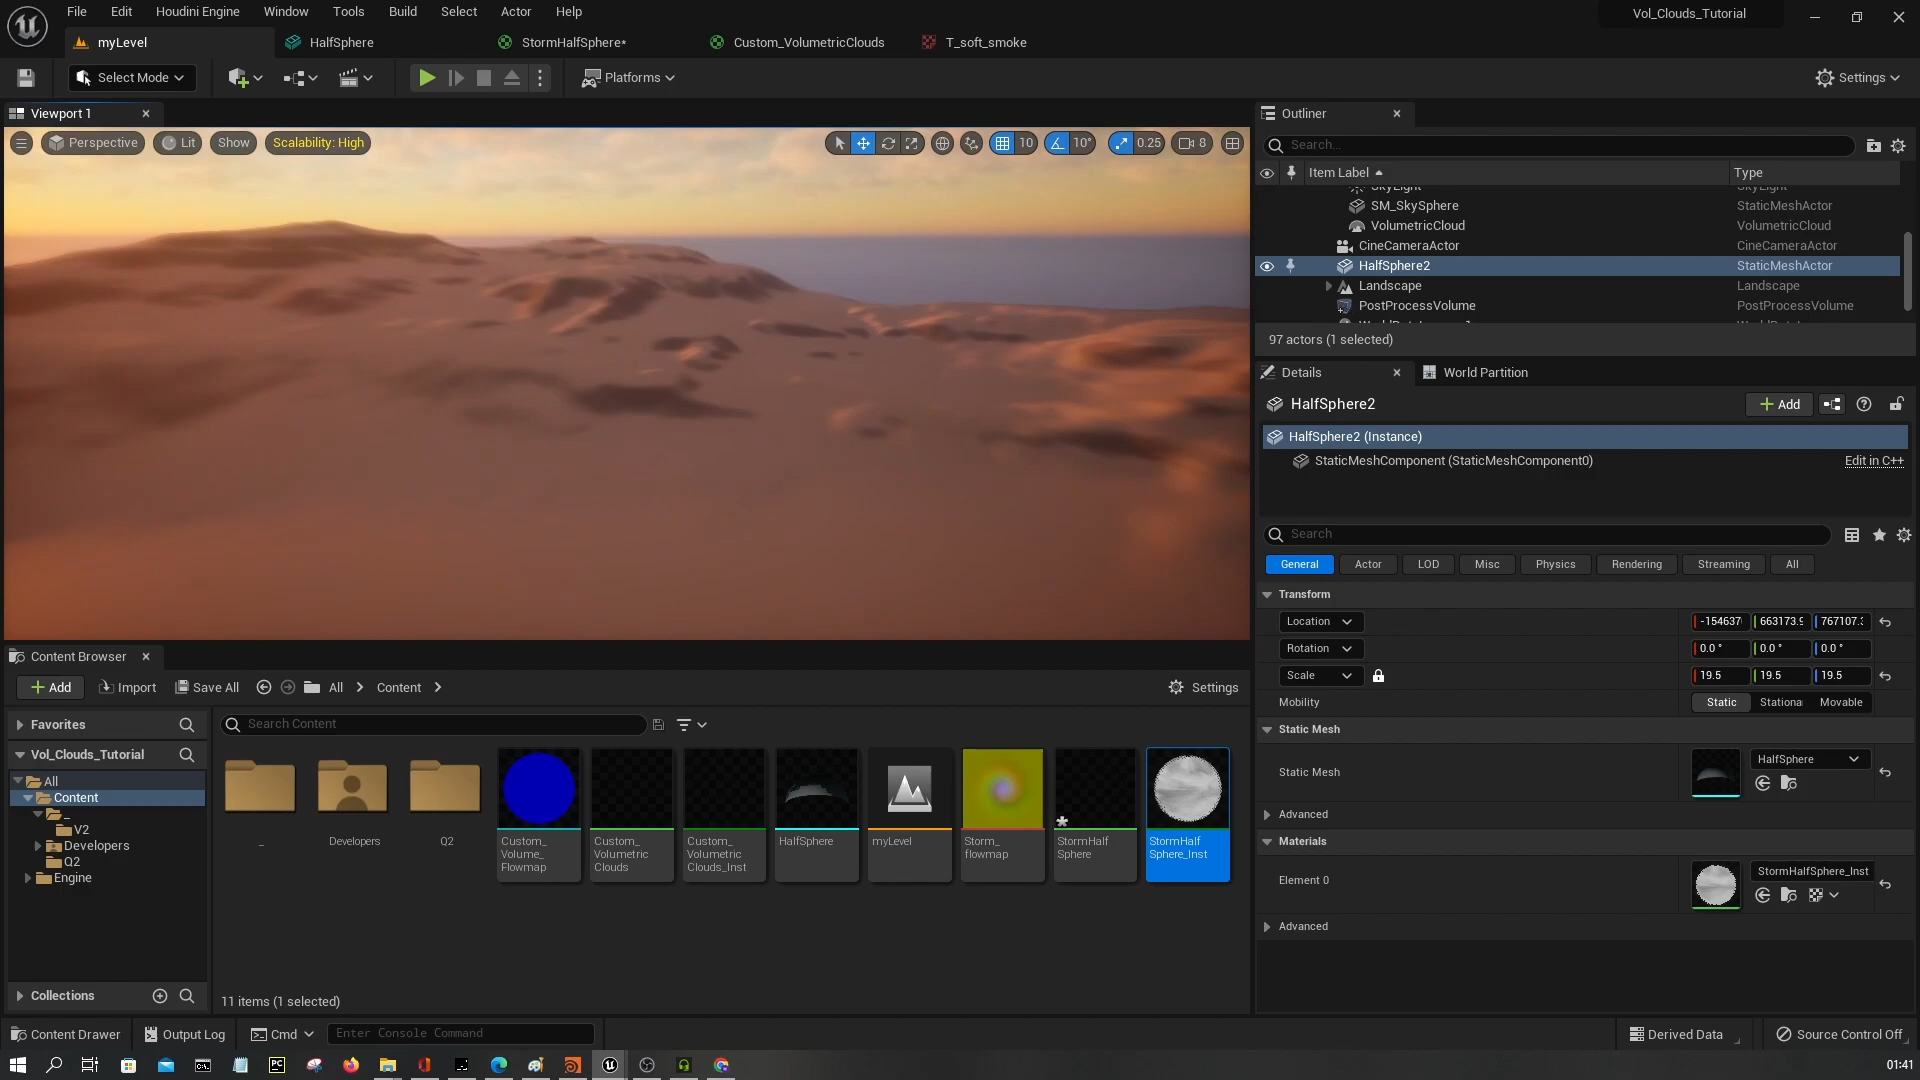 File Edit Houdini Engine Window Tools Build Select Actor Help
Vol_Clouds_Tutorial
myLevel HalfSphere StormHalfSphere* Custom_VolumetricClouds T_soft_smoke
Select Mode Platforms Settings
Viewport 1
Perspective Lit Show Scalability: High 10 10° 0.25 8
Outliner
Search...
Item Label Type
SkyLight SkyLight
SM_SkySphere StaticMeshActor
VolumetricCloud VolumetricCloud
CineCameraActor CineCameraActor
HalfSphere2 StaticMeshActor
Landscape Landscape
PostProcessVolume PostProcessVolume
97 actors (1 selected)
Details World Partition
HalfSphere2 Add
HalfSphere2 (Instance)
StaticMeshComponent (StaticMeshComponent0) Edit in C++
Search
General Actor LOD Misc Physics Rendering Streaming All
Transform
Location -154637 663173.9 767107.
Rotation 0.0 ° 0.0 ° 0.0 °
Scale 19.5 19.5 19.5
Mobility Static Stationa Movable
Static Mesh
Static Mesh HalfSphere
Advanced
Materials
Element 0 StormHalfSphere_Inst
Advanced
Content Browser
Add Import Save All All Content Settings
Favorites
Search Content
Vol_Clouds_Tutorial
All
Content
_
V2
Developers
Q2
Engine
Collections
_
Developers
Q2
Custom_
Volume_
Flowmap
Custom_
Volumetric
Clouds
Custom_
Volumetric
Clouds_Inst
HalfSpere
myLevel
Storm_
flowmap
StormHalf
Sphere
StormHalf
Sphere_Inst
11 items (1 selected)
Content Drawer Output Log Cmd Enter Console Command Derived Data Source Control Off
01:41